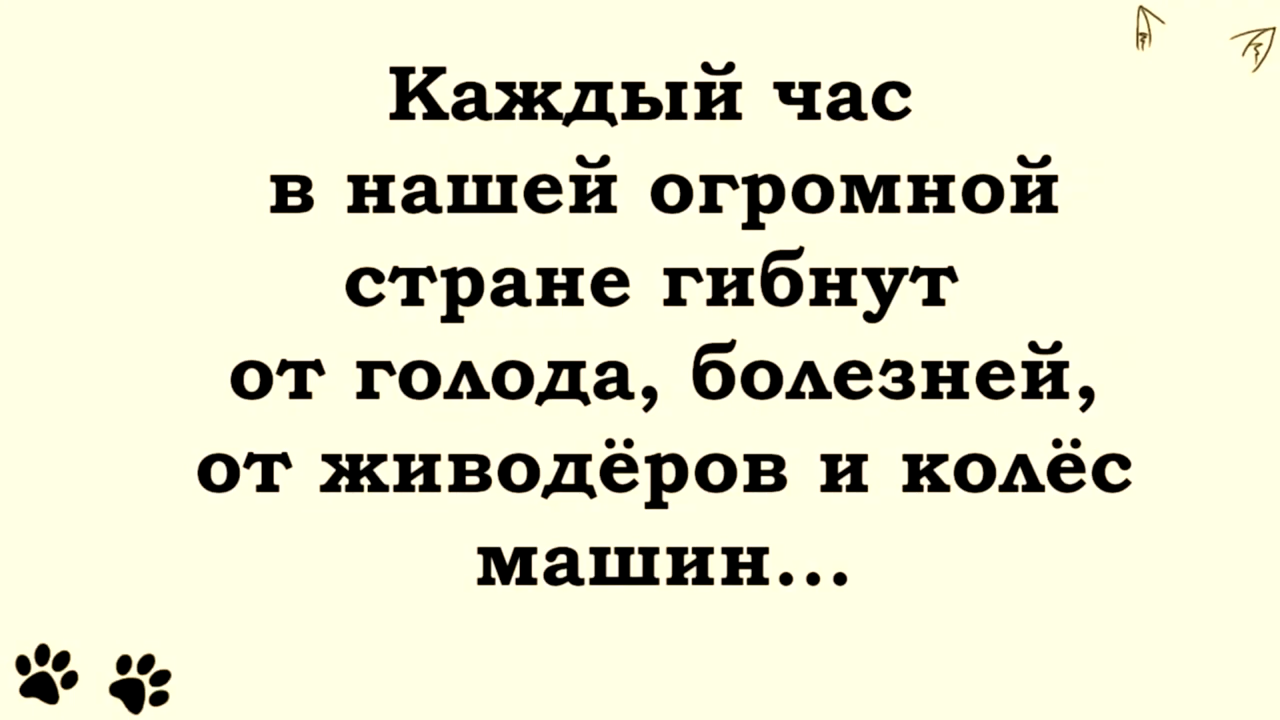 Каждый час
в нашей огромной
стране гибнут
от голода, болезней,
от живодёров и колёс
машин...